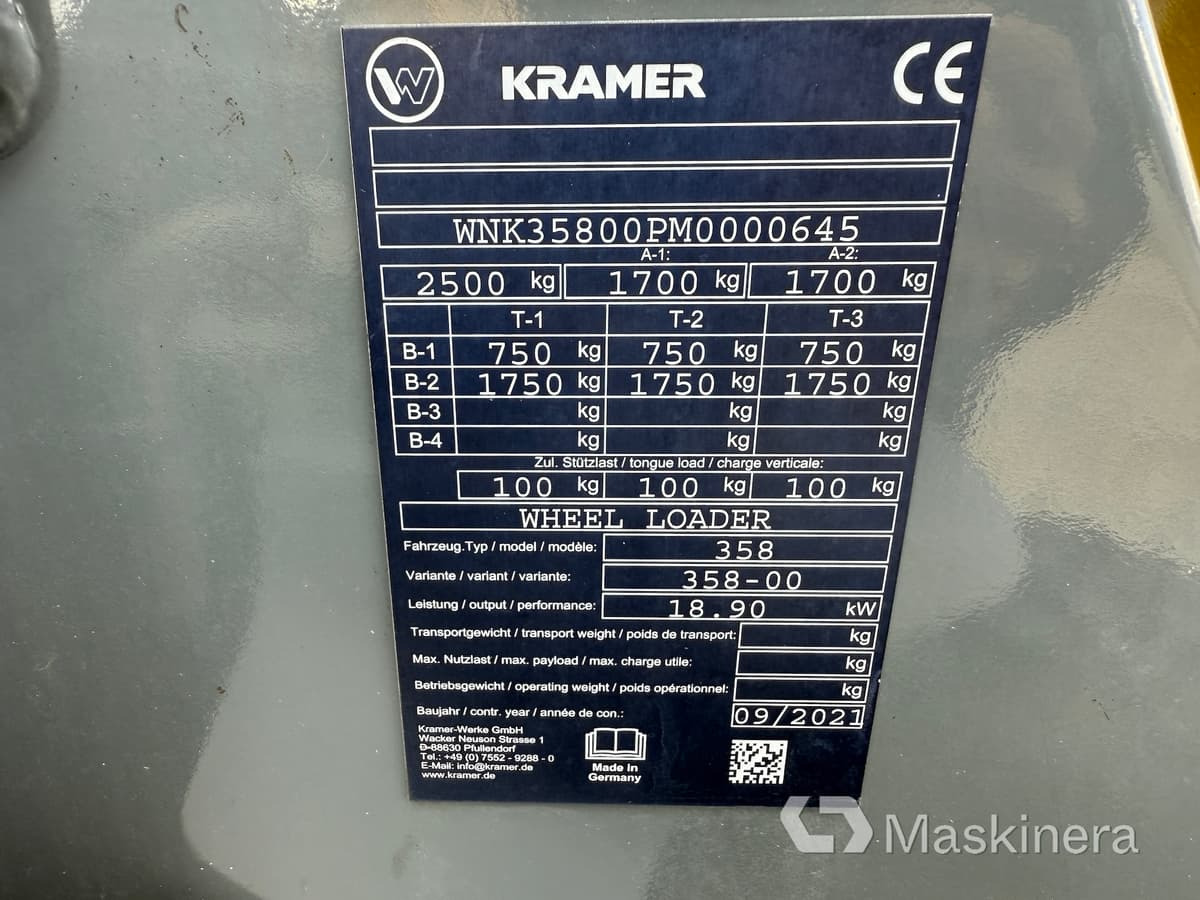 W KRAMER CE
WNK35800PM0000645
A-1: A-2:
2500 kg 1700 kg 1700 kg
T-1 T-2 T-3
B-1 750 kg 750 kg 750 kg
B-2 1750 kg 1750 kg 1750 kg
B-3 kg kg kg
B-4 kg kg kg
Zul. Stützlast / tongue load / charge verticale:
100 kg 100 kg 100 kg
WHEEL LOADER
Fahrzeug.Typ / model / modèle: 358
Variante / variant / variante: 358-00
Leistung / output / performance: 18.90 kW
Transportgewicht / transport weight / poids de transport: kg
Max. Nutzlast / max. payload / max. charge utile: kg
Betriebsgewicht / operating weight / poids opérationnel: kg
Baujahr / contr. year / année de con.: 09/2021
Kramer-Werke GmbH
Wacker Neuson Strasse 1
D-88630 Pfullendorf
Tel.: +49 (0) 7552 - 9288 - 0
E-Mail: info@kramer.de
www.kramer.de
Made In
Germany
Maskinera